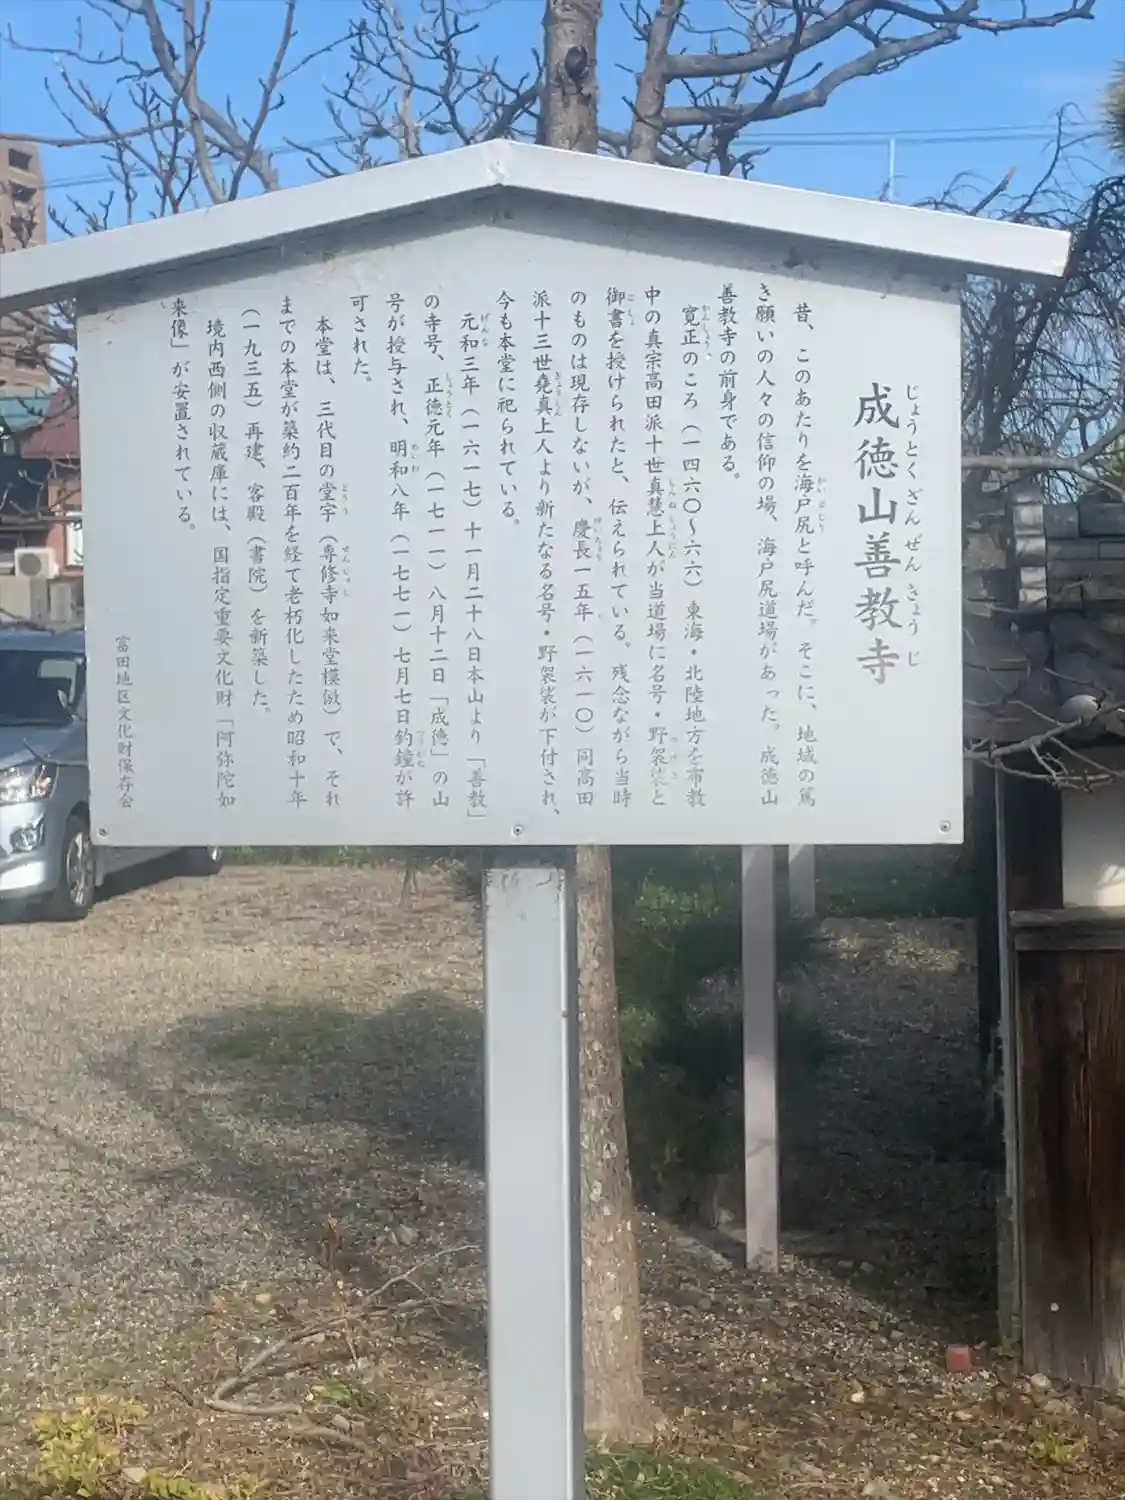 成徳山善教寺
じょうとくざんぜんきょうじ
昔、このあたりを海戸尻と呼んだ。そこに、地域の篤
き願いの人々の信仰の場、海戸尻道場があった。成徳山
善教寺の前身である。
寛正のころ（一四六〇～六六）東海・北陸地方を布教
中の真宗高田派十世真慧上人が当道場に名号・野袈裟と
御書を授けられたと、伝えられている。残念ながら当時
のものは現存しないが、慶長一五年（一六一〇）同高田
派十三世堯真上人より新たなる名号・野袈裟が下付され、
今も本堂に祀られている。
元和三年（一六一七）十一月二十八日本山より「善教」
の寺号、正徳元年（一七一一）八月十二日「成徳」の山
号が授与され、明和八年（一七七一）七月七日釣鐘が許
可された。
本堂は、三代目の堂宇（専修寺如来堂模倣）で、それ
までの本堂が築約二百年を経て老朽化したため昭和十年
（一九三五）再建、客殿（書院）を新築した。
境内西側の収蔵庫には、国指定重要文化財「阿弥陀如
来像」が安置されている。
富田地区文化財保存会